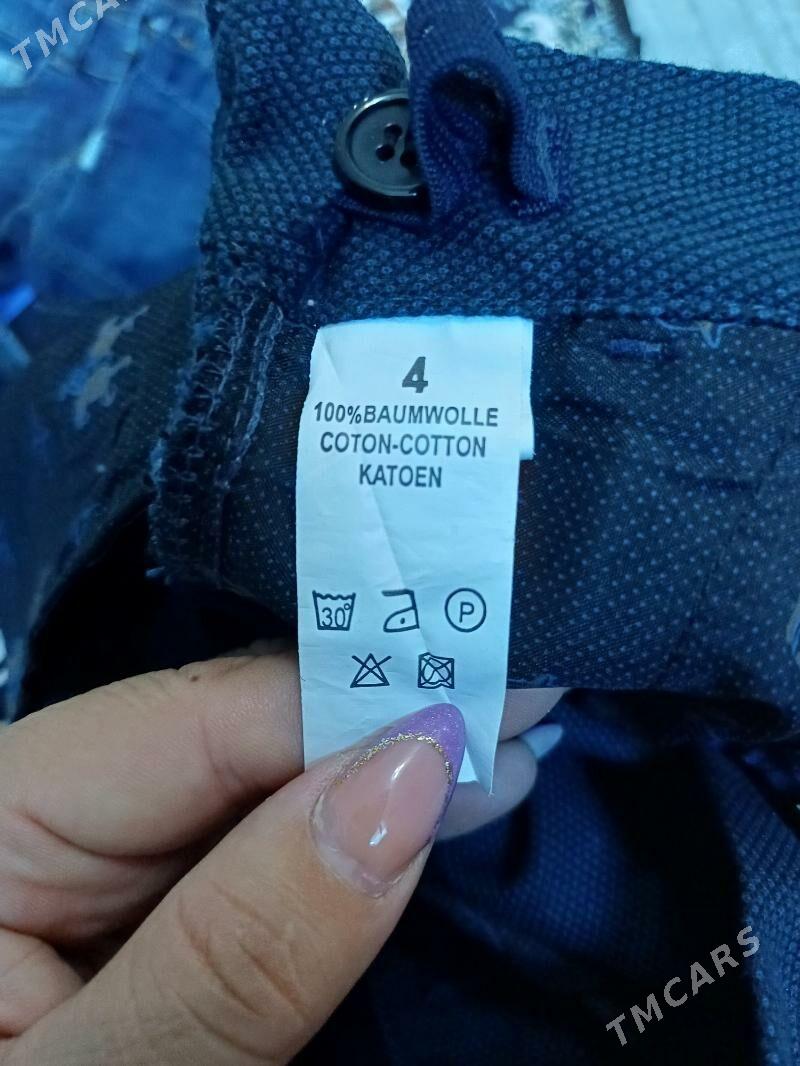 TMCARS
4
100%BAUMWOLLE
COTON-COTTON
KATOEN
30°
P
TMCARS